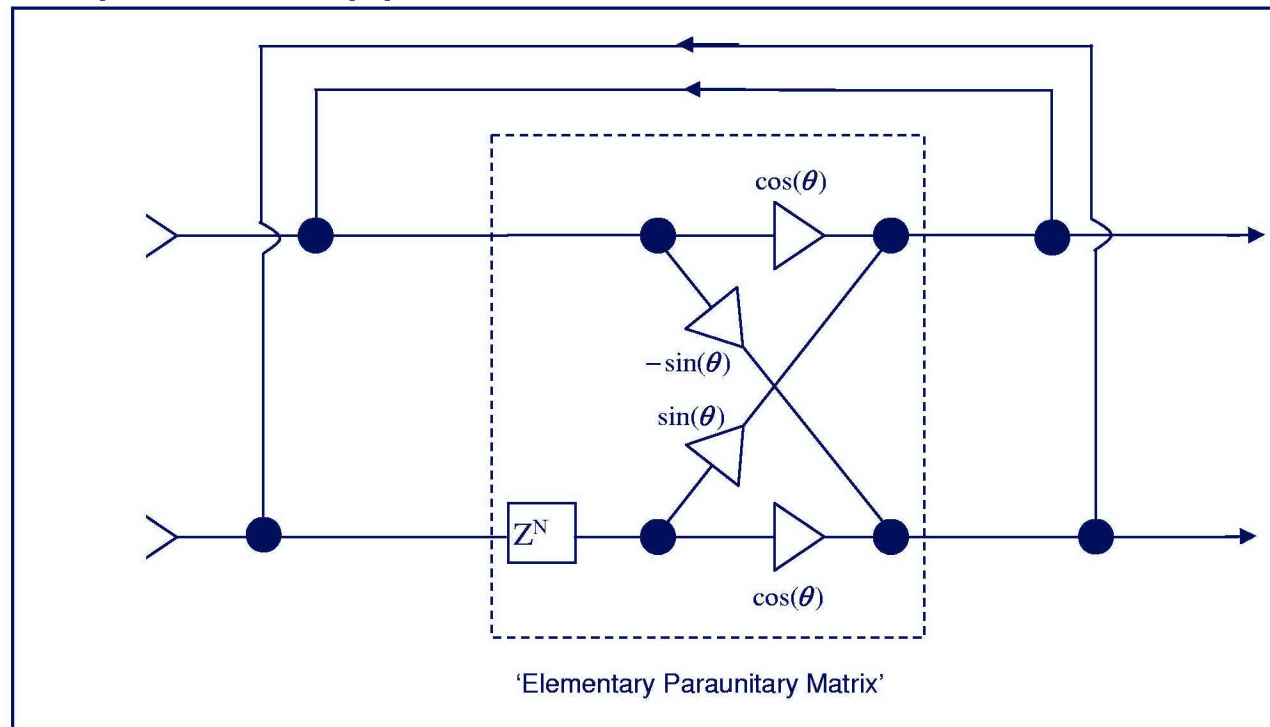 cos(θ)
−sin(θ)
sin(θ)
Z^N
cos(θ)
‘Elementary Paraunitary Matrix’